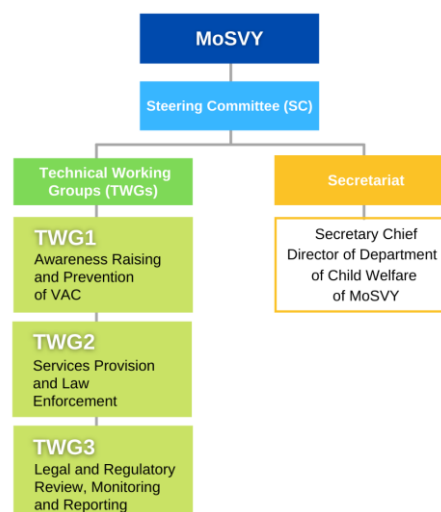 MoSVY
Steering Committee (SC)
Technical Working
Groups (TWGs)
TWG1
Awareness Raising
and Prevention
of VAC
TWG2
Services Provision
and Law
Enforcement
TWG3
Legal and Regulatory
Review, Monitoring
and Reporting
Secretariat
Secretary Chief
Director of Department
of Child Welfare
of MoSVY